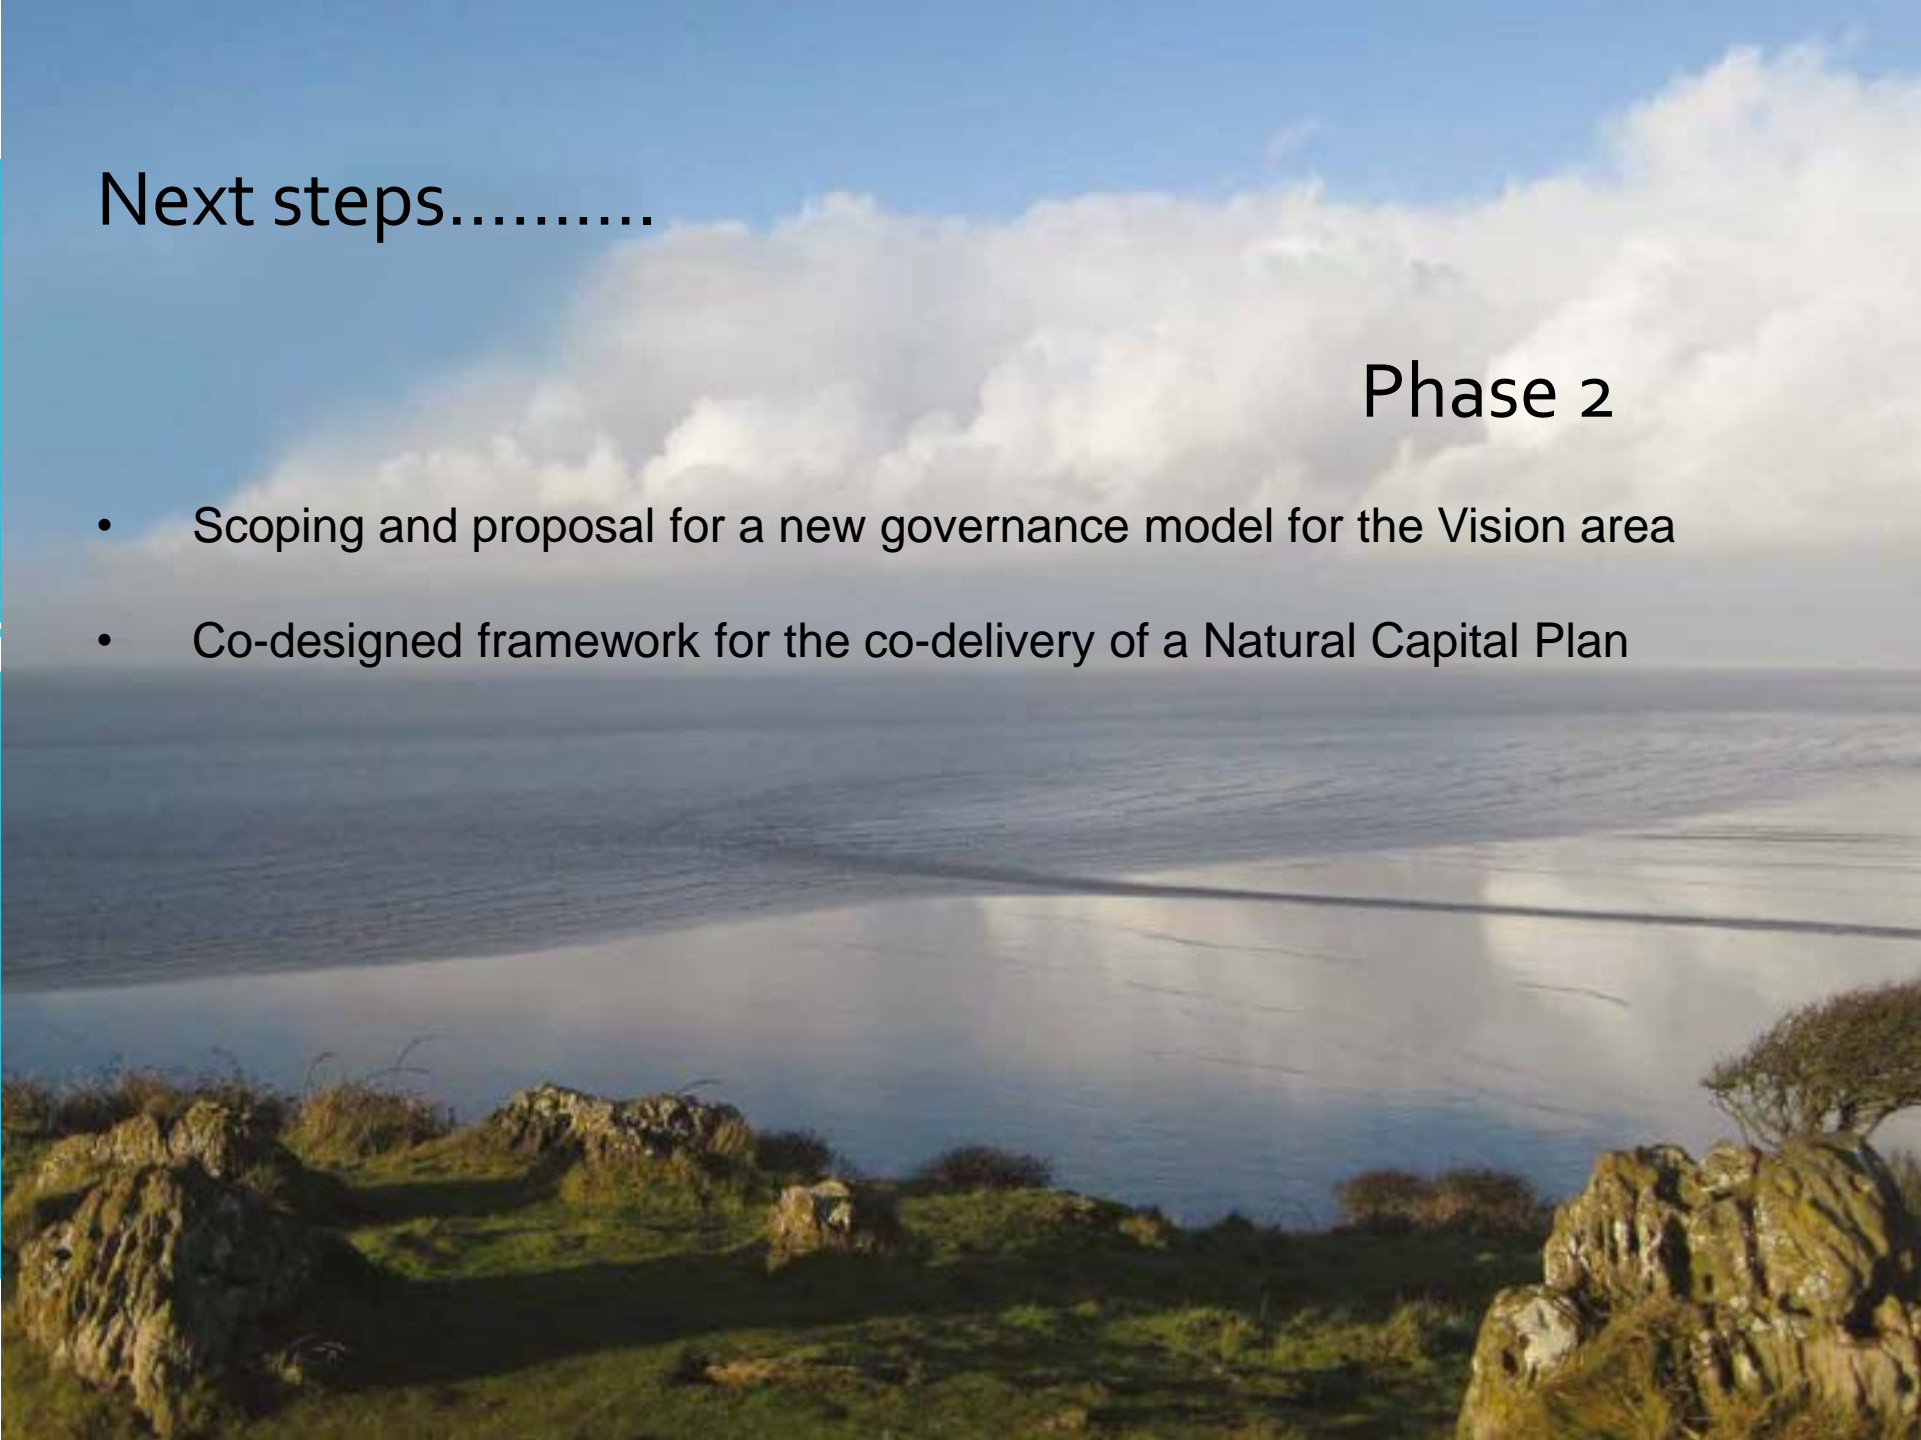 Next steps..........
Phase 2
• Scoping and proposal for a new governance model for the Vision area
• Co-designed framework for the co-delivery of a Natural Capital Plan